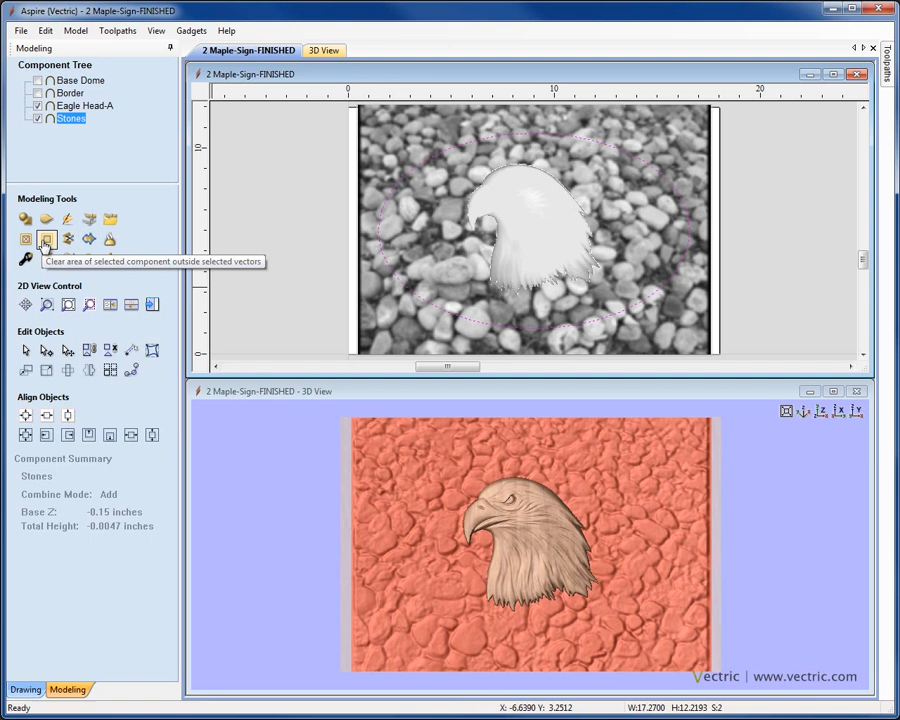 Aspire (Vectric) - 2 Maple-Sign-FINISHED
File Edit Model Toolpaths View Gadgets Help
Modeling
2 Maple-Sign-FINISHED 3D View
Toolpaths
Component Tree
Base Dome
Border
Eagle Head-A
Stones
2 Maple-Sign-FINISHED
0 10 20
10
0
Modeling Tools
Clear area of selected component outside selected vectors
2D View Control
Edit Objects
Align Objects
2 Maple-Sign-FINISHED - 3D View
Z X Y
Component Summary
Stones
Combine Mode: Add
Base Z: -0.15 inches
Total Height: -0.0047 inches
Vectric | www.vectric.com
Drawing Modeling
Ready X: -6.6390 Y: 3.2512 W:17.2700 H:12.2193 S:2